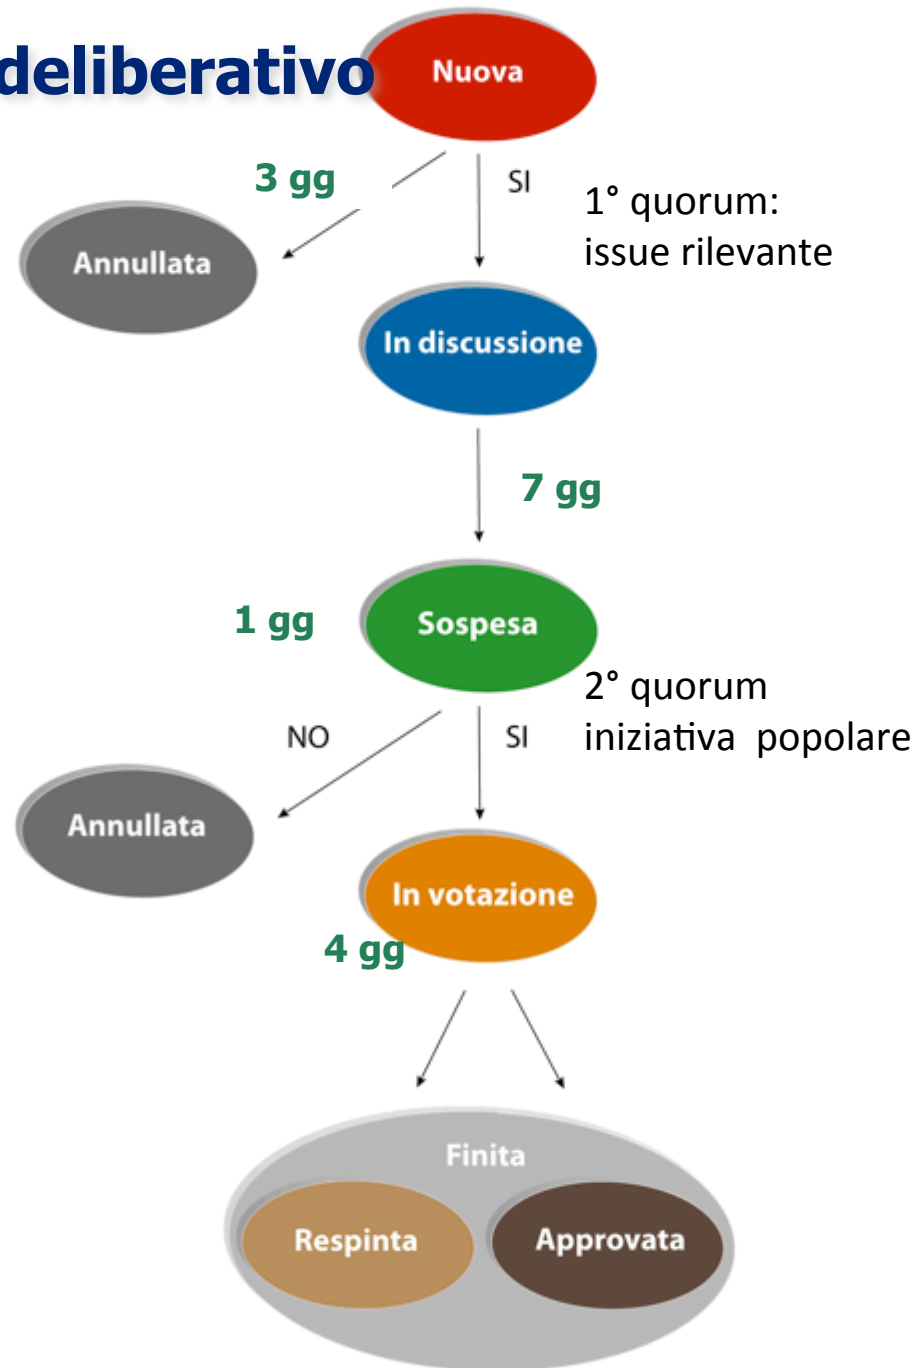 deliberativo
Nuova
3 gg
SI
1° quorum:
issue rilevante
Annullata
In discussione
7 gg
1 gg
Sospesa
2° quorum
iniziativa popolare
NO
SI
Annullata
In votazione
4 gg
Finita
Respinta
Approvata